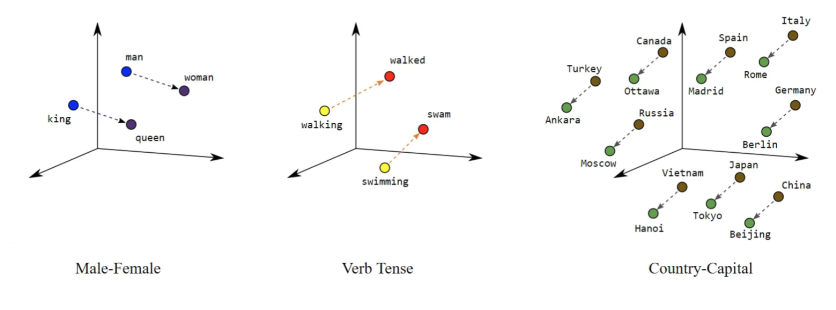 man
woman
king
queen
Male-Female
walked
walking
swam
swimming
Verb Tense
Italy
Canada
Spain
Turkey
Rome
Ottawa
Madrid
Germany
Ankara
Russia
Berlin
Moscow
Vietnam
Japan
China
Tokyo
Hanoi
Beijing
Country-Capital